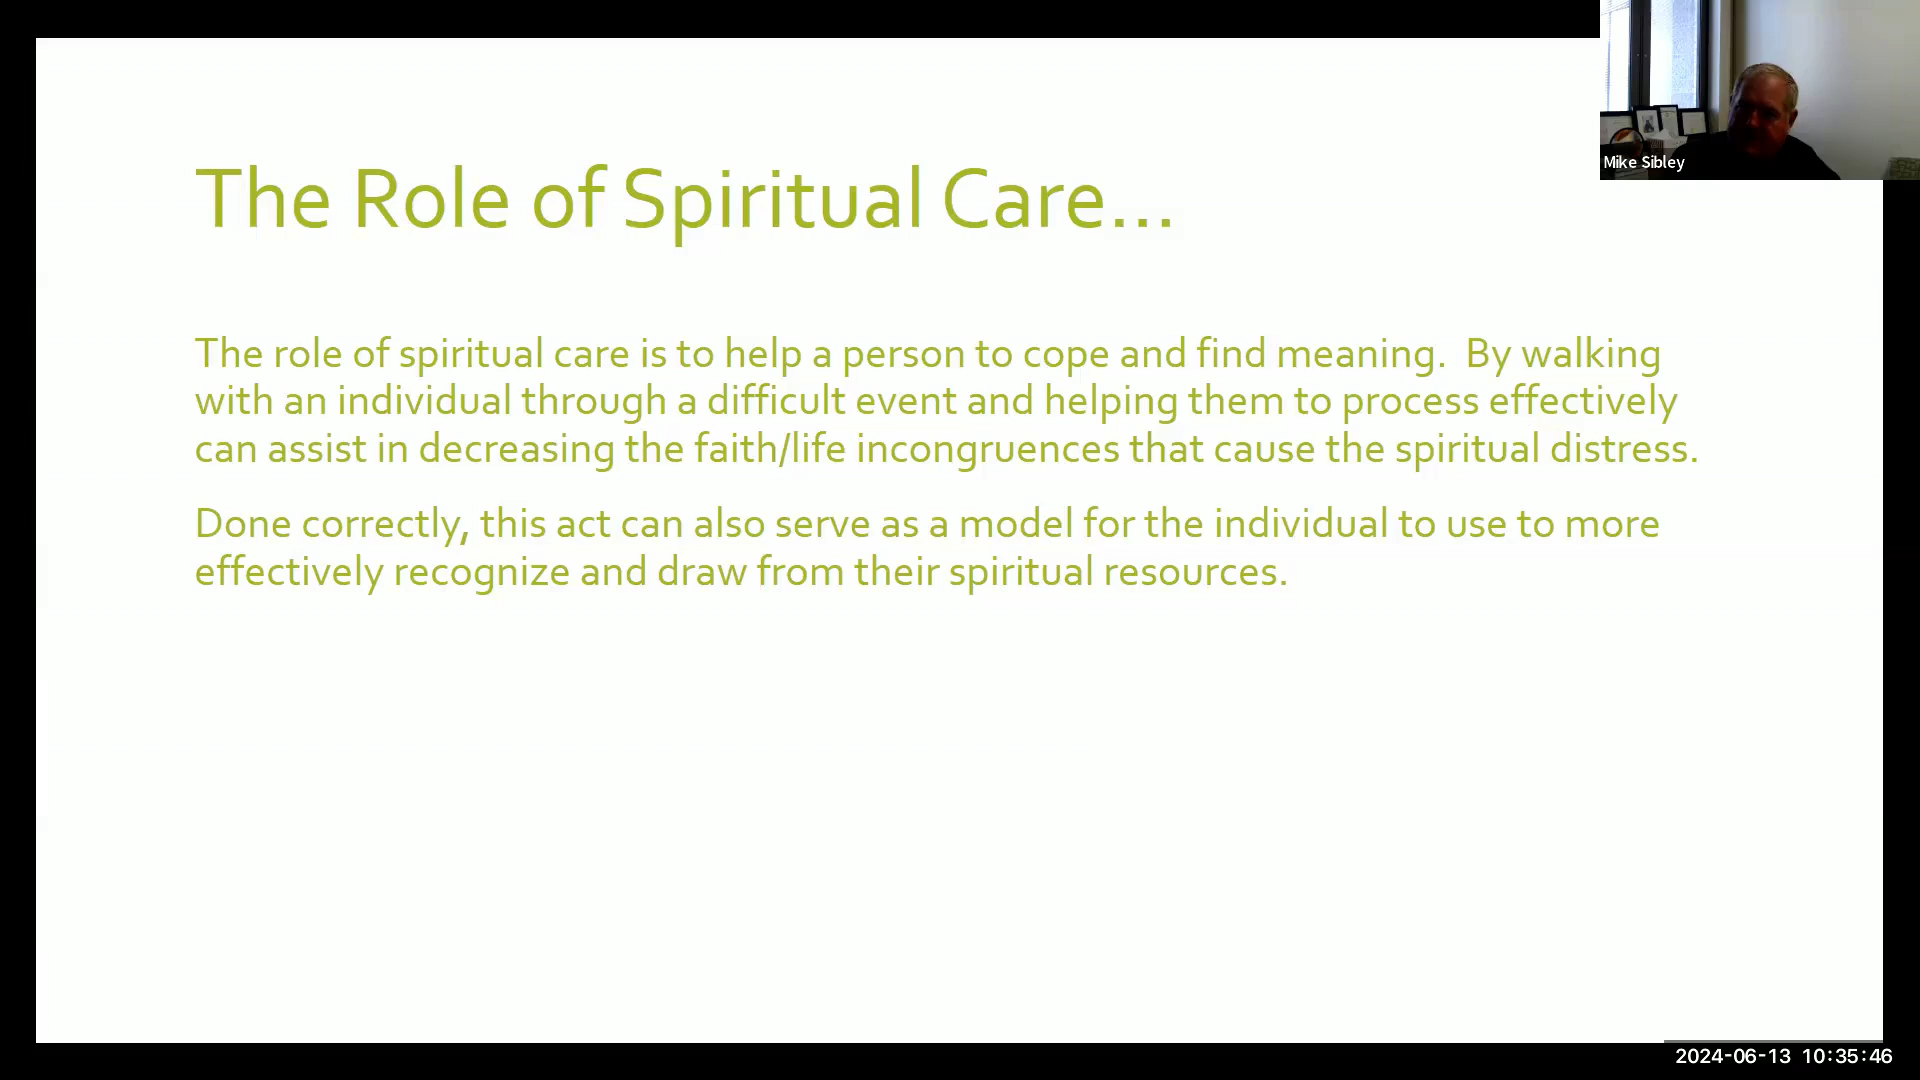 The Role of Spiritual Care...
Mike Sibley
The role of spiritual care is to help a person to cope and find meaning.  By walking
with an individual through a difficult event and helping them to process effectively
can assist in decreasing the faith/life incongruences that cause the spiritual distress.
Done correctly, this act can also serve as a model for the individual to use to more
effectively recognize and draw from their spiritual resources.
2024-06-13 10:35:46